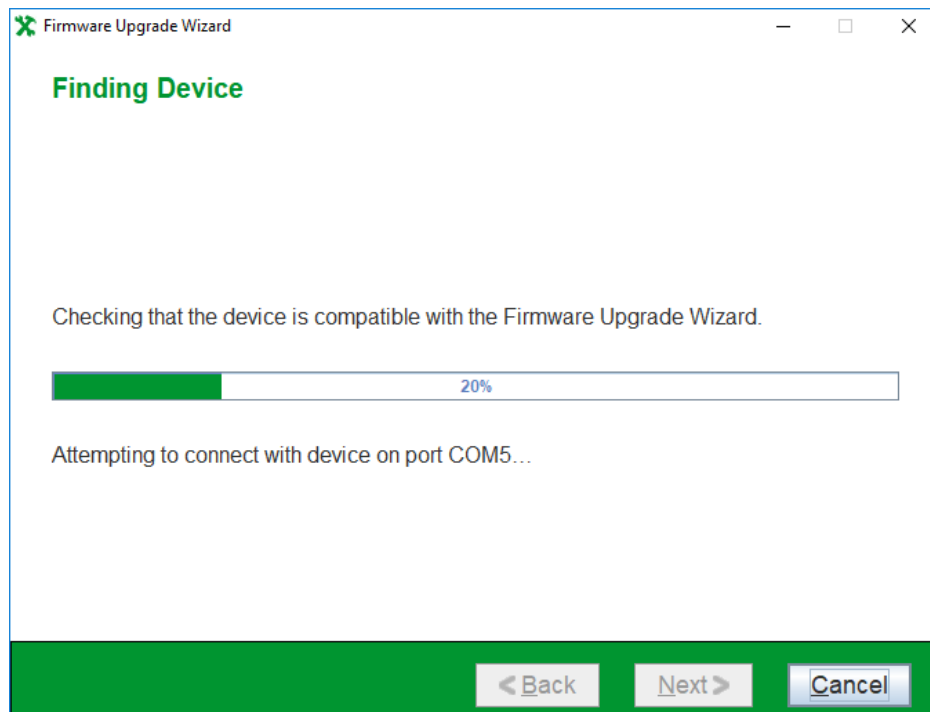 Firmware Upgrade Wizard
Finding Device
Checking that the device is compatible with the Firmware Upgrade Wizard.
20%
Attempting to connect with device on port COM5...
< Back Next > Cancel